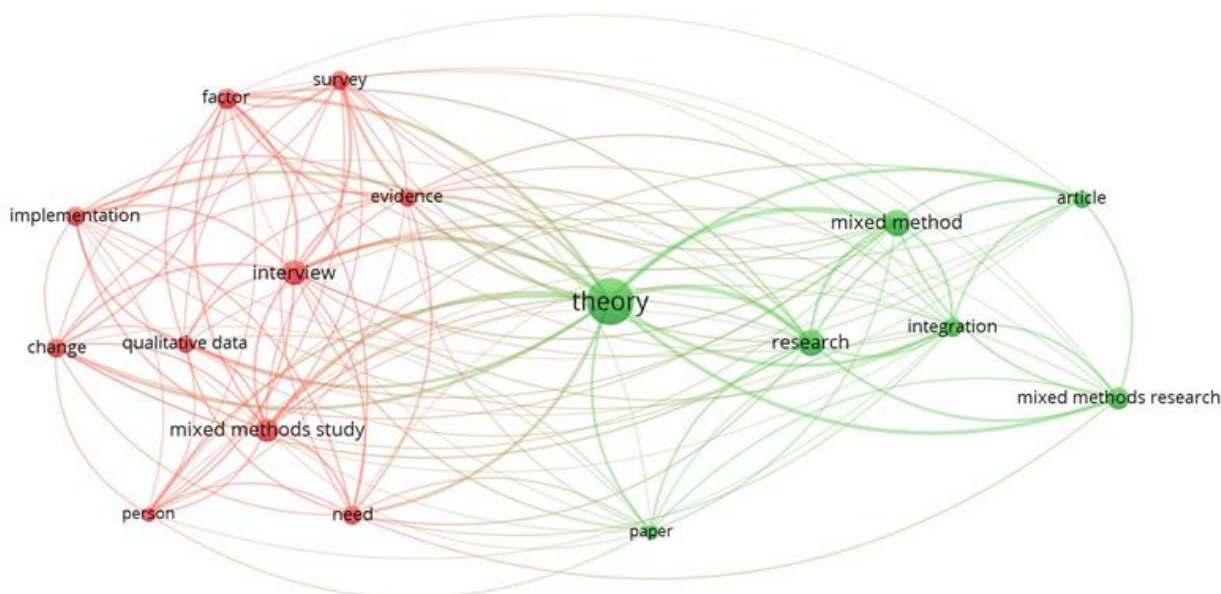 survey
factor
evidence
article
implementation
mixed method
interview
theory
integration
change
qualitative data
research
mixed methods research
mixed methods study
person
need
paper